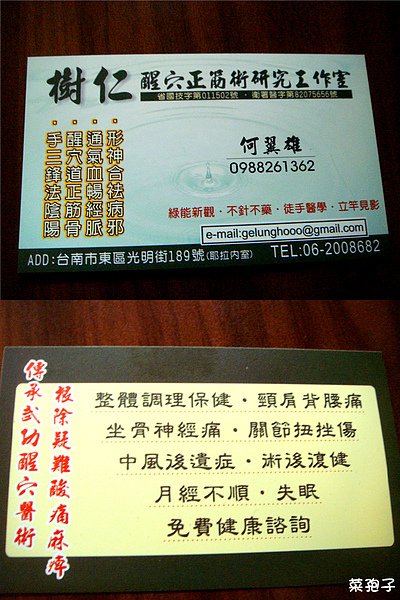 樹仁 醒穴正筋術研究工作室
省國技字第011502號・衛署醫字第82075656號
形神合祛病邪
通氣血暢經脈
醒穴道正筋骨
手三鋒法陰陽
何翼雄
0988261362
綠能新觀・不針不藥・徒手醫學・立竿見影
e-mail:gelunghooo@gmail.com
ADD:台南市東區光明街189號(耶拉內室) TEL:06-2008682
根除疑難酸痛麻痺
傳承武功醒穴醫術
整體調理保健・頸肩背腰痛
坐骨神經痛・關節扭挫傷
中風後遺症・術後復健
月經不順・失眠
免費健康諮詢
菜孢子